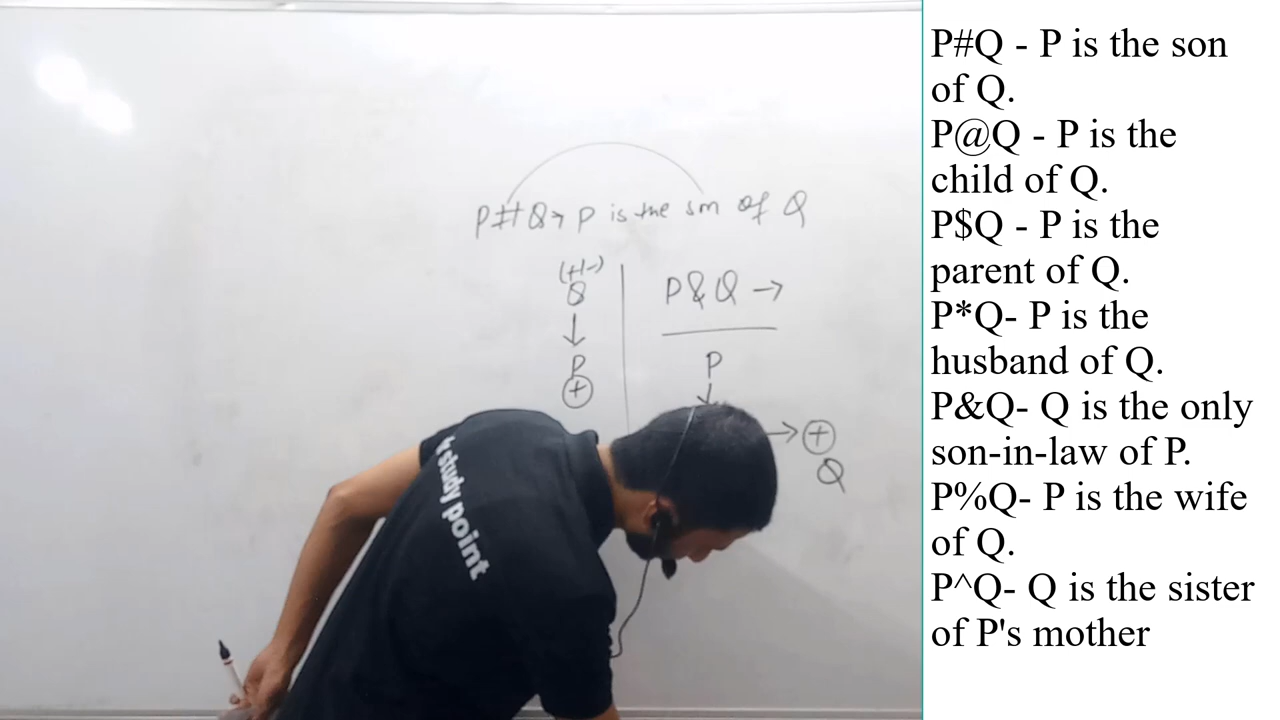 P#Q → P is the son of Q
(+/-)
Q
P
+
P&Q →
P
+
Q
study point
P#Q - P is the son
of Q.
P@Q - P is the
child of Q.
P$Q - P is the
parent of Q.
P*Q- P is the
husband of Q.
P&Q- Q is the only
son-in-law of P.
P%Q- P is the wife
of Q.
P^Q- Q is the sister
of P's mother